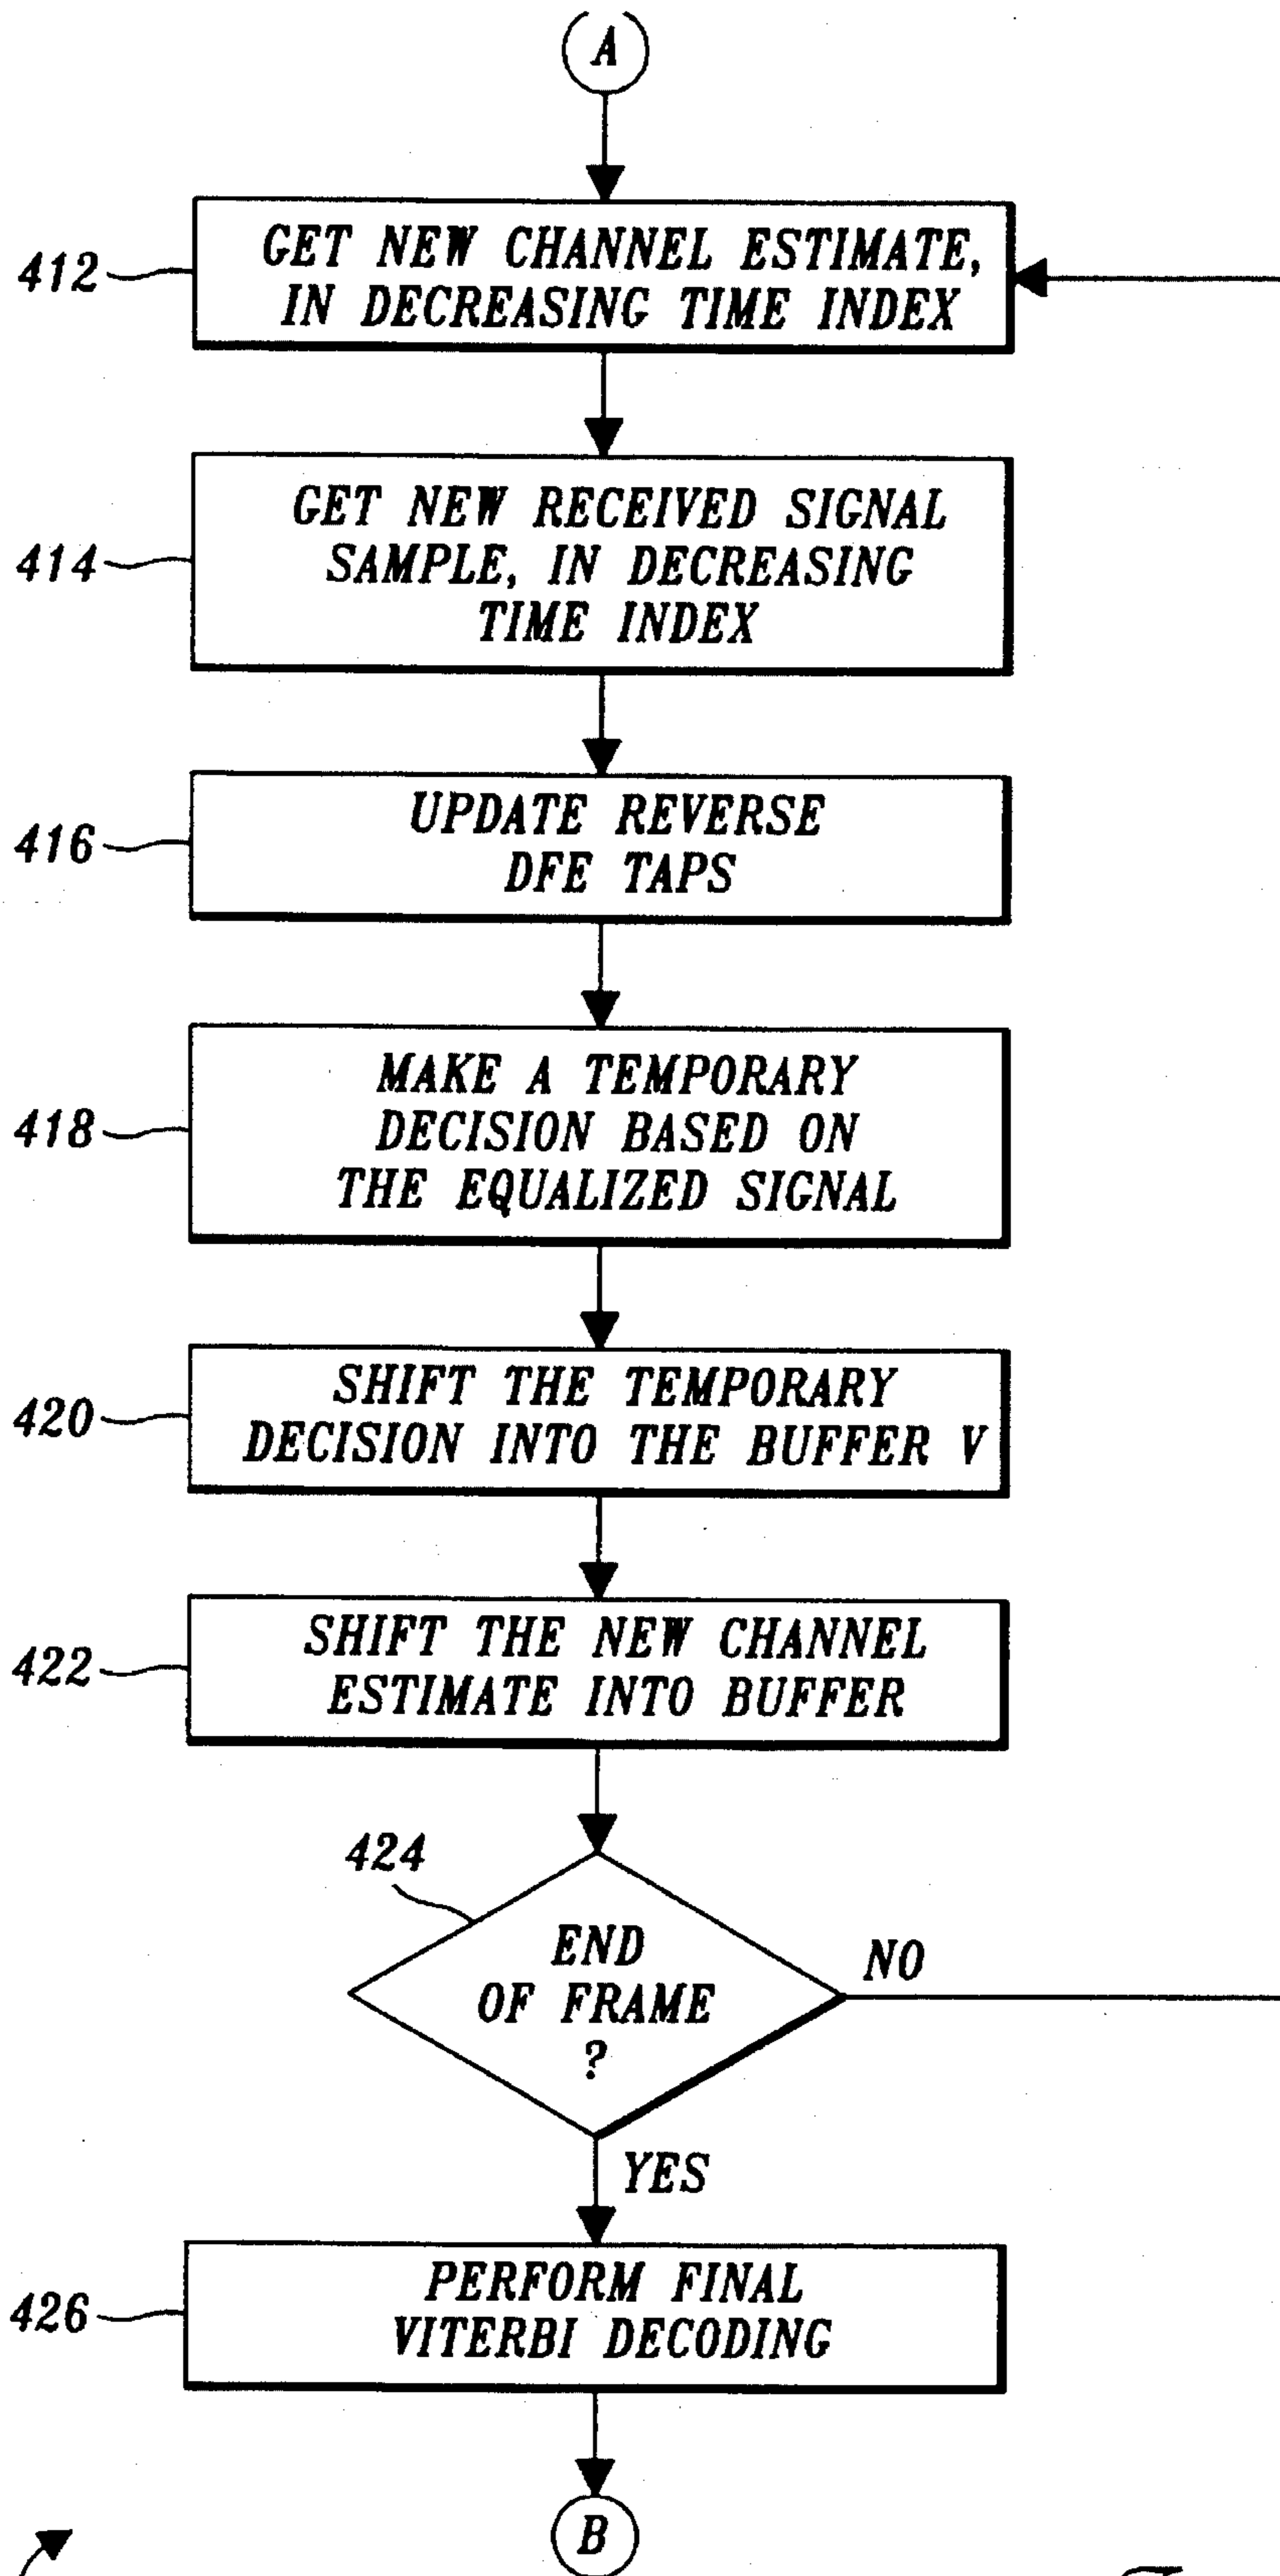 A
412
GET NEW CHANNEL ESTIMATE,
IN DECREASING TIME INDEX
414
GET NEW RECEIVED SIGNAL
SAMPLE, IN DECREASING
TIME INDEX
416
UPDATE REVERSE
DFE TAPS
418
MAKE A TEMPORARY
DECISION BASED ON
THE EQUALIZED SIGNAL
420
SHIFT THE TEMPORARY
DECISION INTO THE BUFFER V
422
SHIFT THE NEW CHANNEL
ESTIMATE INTO BUFFER
424
END
OF FRAME
?
NO
YES
426
PERFORM FINAL
VITERBI DECODING
B